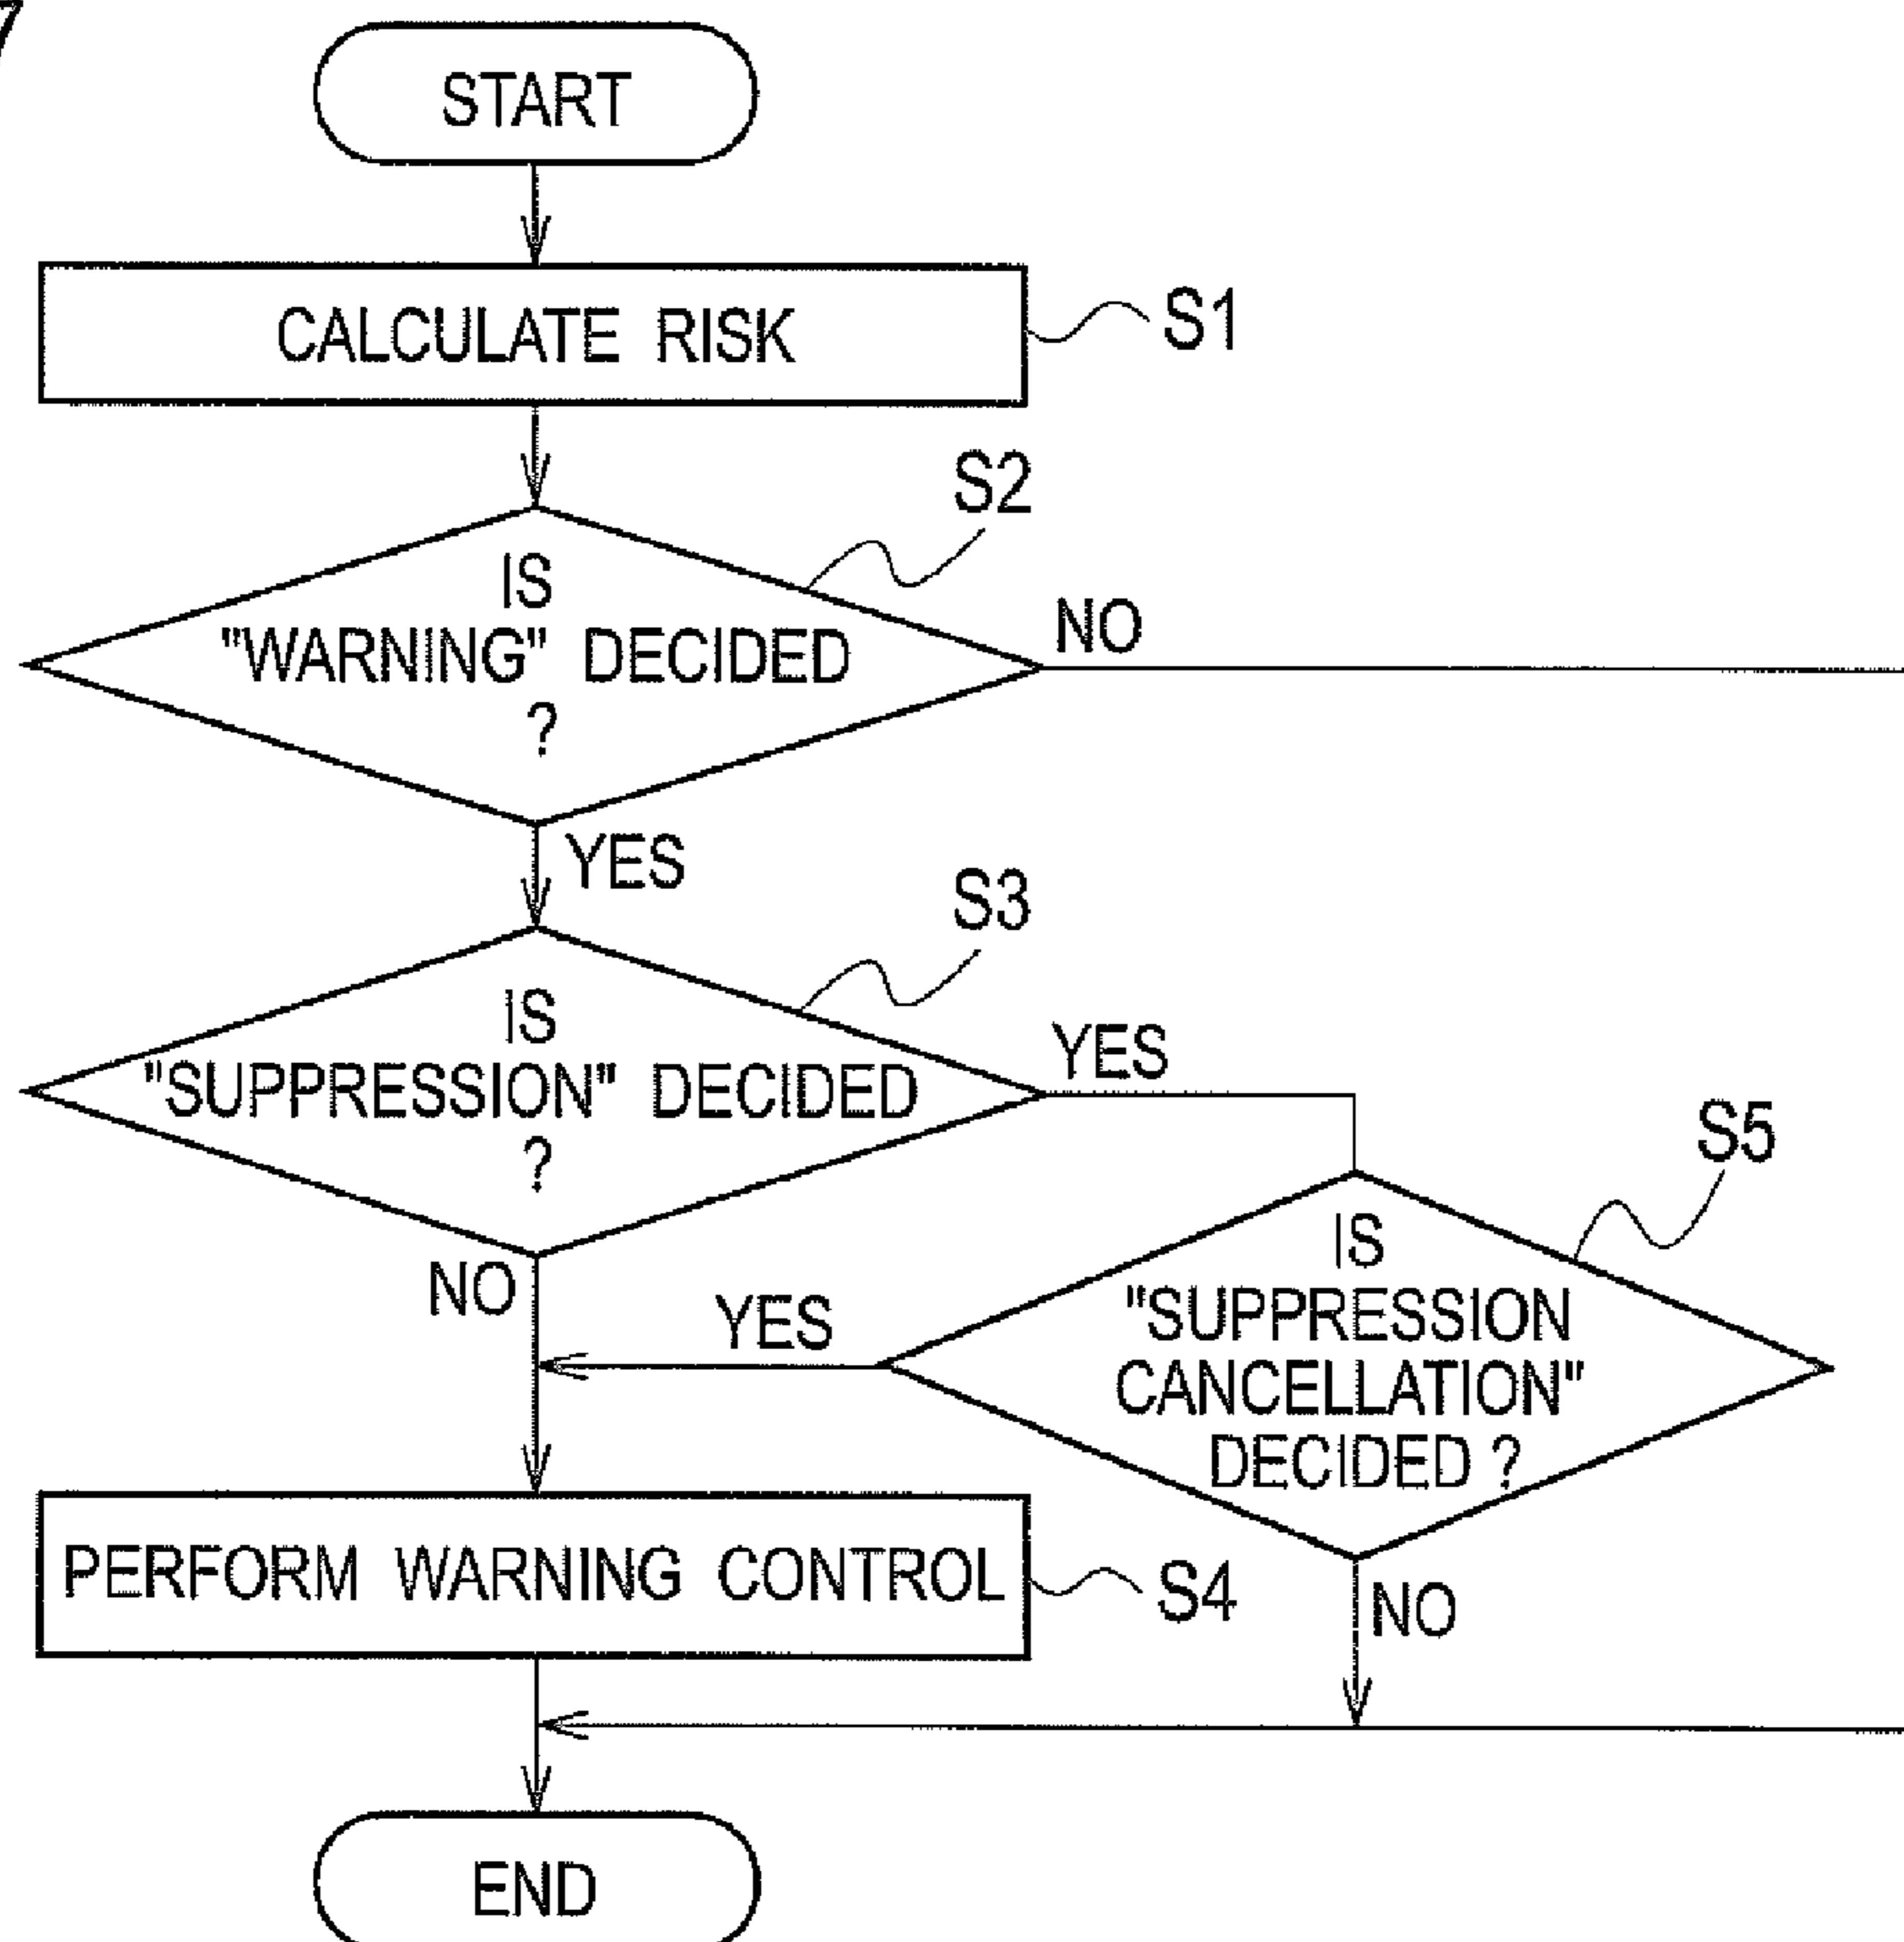 7
START
CALCULATE RISK
S1
S2
IS
"WARNING" DECIDED
?
NO
YES
S3
IS
"SUPPRESSION" DECIDED
?
YES
NO
S5
IS
"SUPPRESSION
CANCELLATION"
DECIDED ?
YES
NO
PERFORM WARNING CONTROL
S4
END